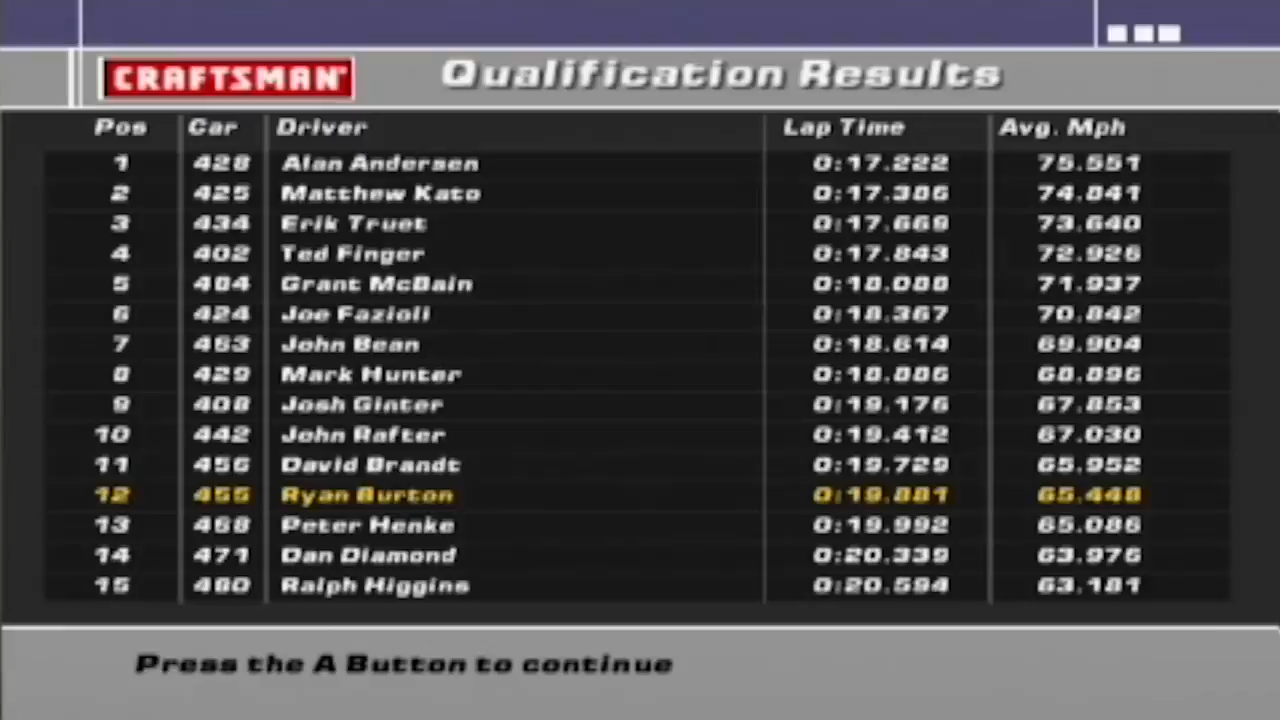 CRAFTSMAN Qualification Results
Pos Car Driver Lap Time Avg. Mph
1 428 Alan Andersen 0:17.222 75.551
2 425 Matthew Kato 0:17.386 74.841
3 434 Erik Truet 0:17.669 73.640
4 402 Ted Finger 0:17.843 72.926
5 484 Grant McBain 0:18.088 71.937
6 424 Joe Fazioli 0:18.367 70.842
7 463 John Bean 0:18.614 69.904
8 429 Mark Hunter 0:18.886 68.896
9 408 Josh Ginter 0:19.176 67.853
10 442 John Rafter 0:19.412 67.030
11 456 David Brandt 0:19.729 65.952
12 455 Ryan Burton 0:19.881 65.448
13 468 Peter Henke 0:19.992 65.086
14 471 Dan Diamond 0:20.339 63.976
15 480 Ralph Higgins 0:20.594 63.181
Press the A Button to continue